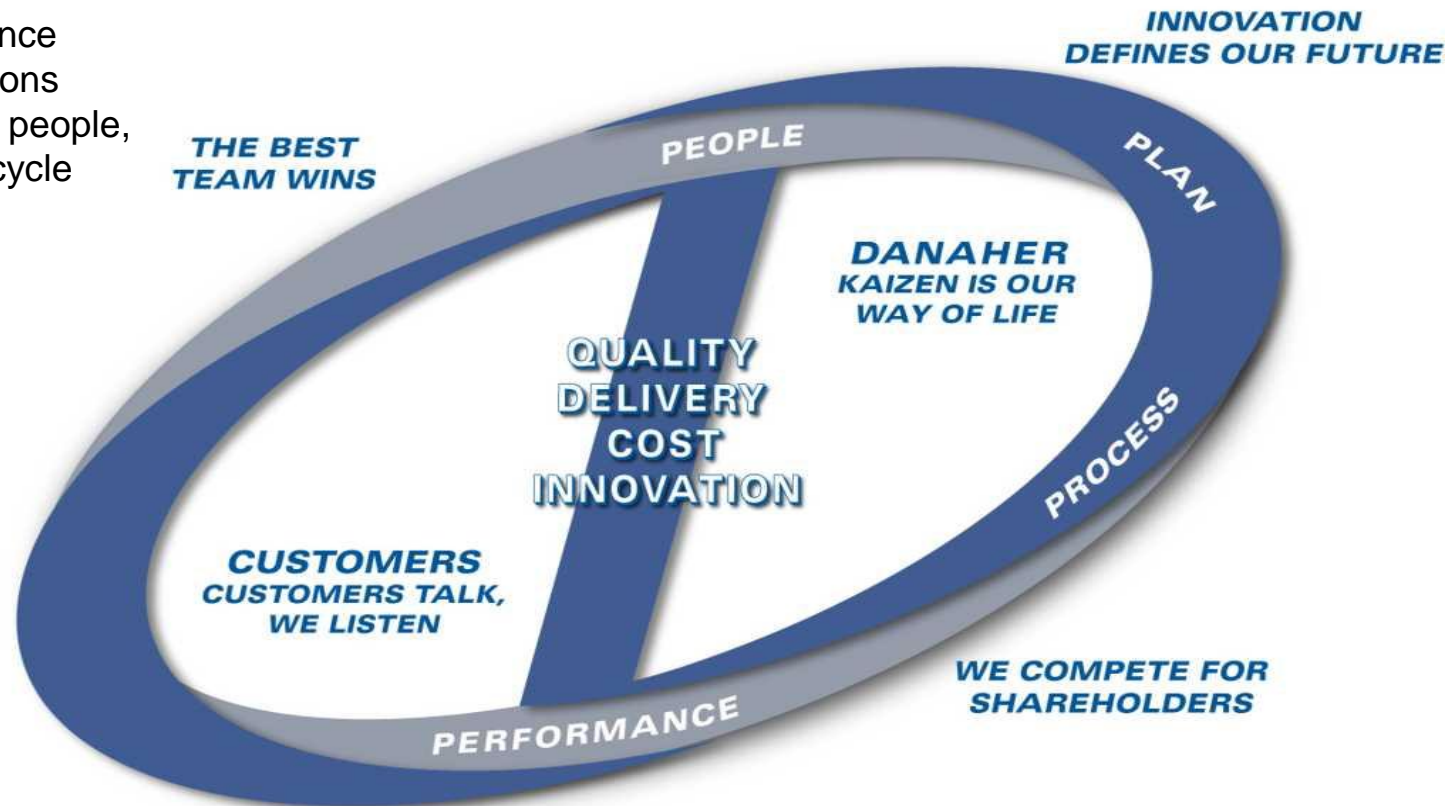 nce
ons
people,
cycle
INNOVATION
DEFINES OUR FUTURE
THE BEST
TEAM WINS
PEOPLE
PLAN
DANAHER
KAIZEN IS OUR
WAY OF LIFE
QUALITY
DELIVERY
COST
INNOVATION
PROCESS
CUSTOMERS
CUSTOMERS TALK,
WE LISTEN
WE COMPETE FOR
SHAREHOLDERS
PERFORMANCE